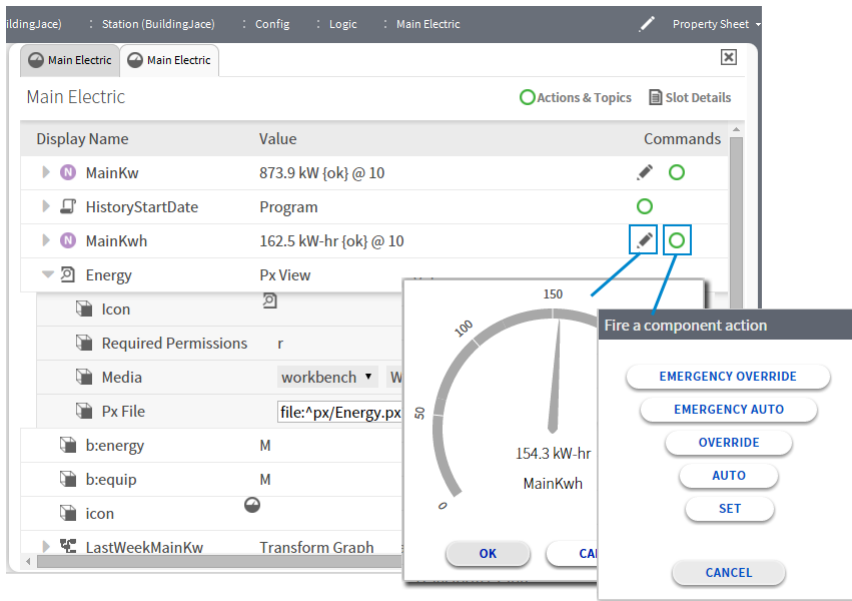 ildingJace) : Station (BuildingJace) : Config : Logic : Main Electric Property Sheet
Main Electric Main Electric
Main Electric Actions & Topics Slot Details
Display Name Value Commands
N MainKw 873.9 kW {ok} @ 10
HistoryStartDate Program
N MainKwh 162.5 kW-hr {ok} @ 10
Energy Px View
Icon
Required Permissions r
Media workbench W
Px File file:^px/Energy.px
b:energy M
b:equip M
icon
LastWeekMainKw Transform Graph
0
50
100
150
154.3 kW-hr
MainKwh
OK CA
Fire a component action
EMERGENCY OVERRIDE
EMERGENCY AUTO
OVERRIDE
AUTO
SET
CANCEL